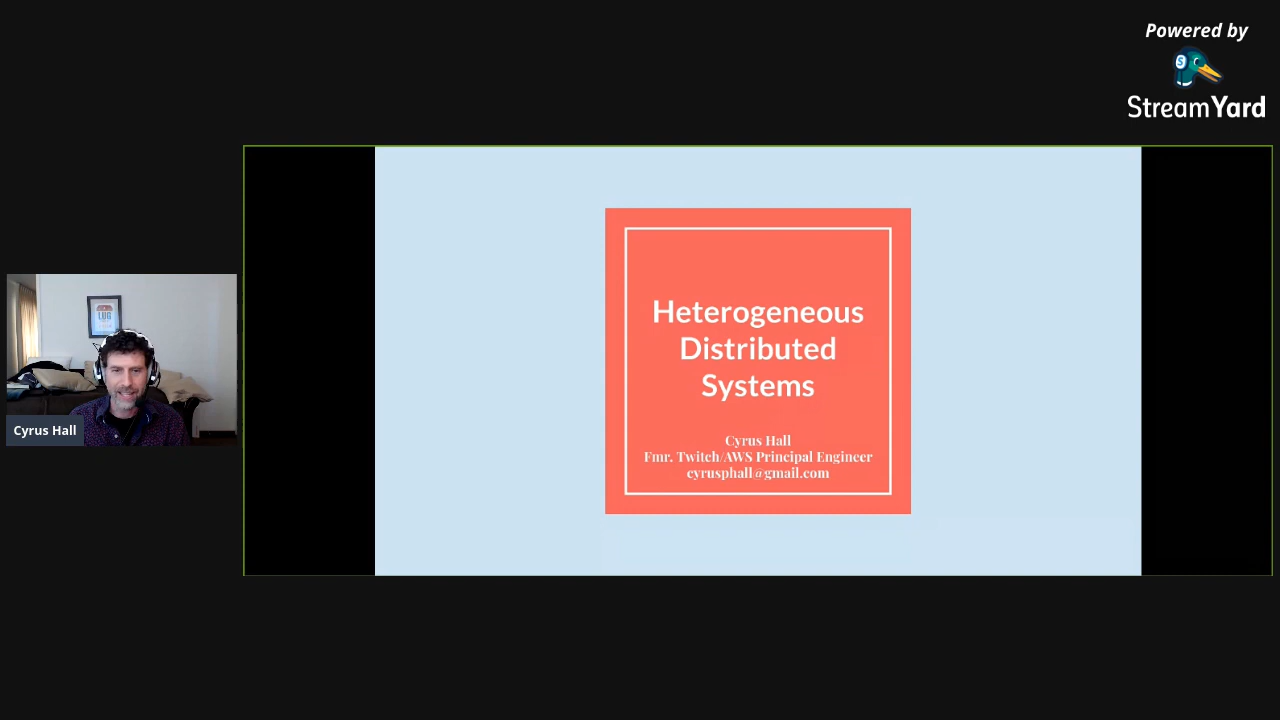 Powered by
StreamYard
Heterogeneous
Distributed
Systems
Cyrus Hall
Fmr. Twitch/AWS Principal Engineer
cyrusphall@gmail.com
Cyrus Hall